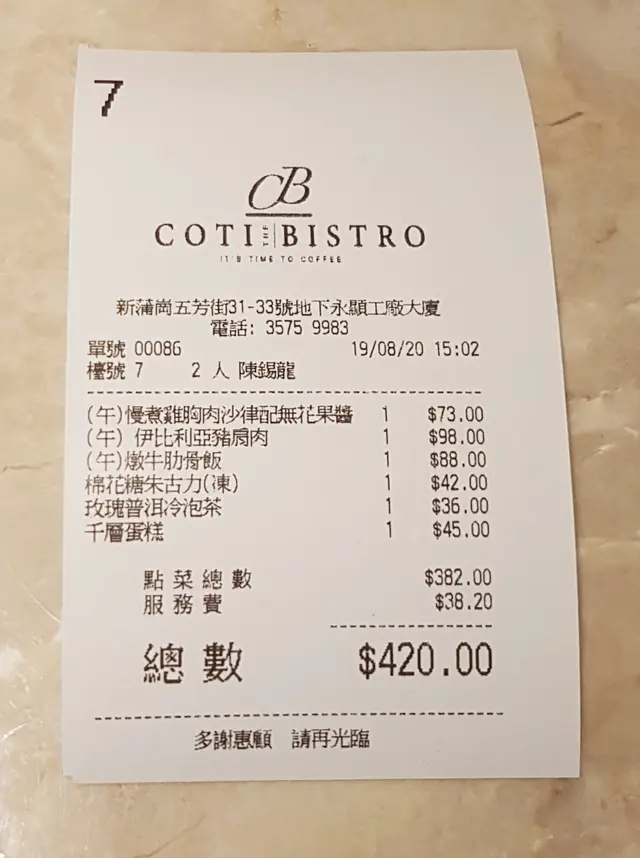 7
CB
COTI THE BISTRO
IT'S TIME TO COFFEE
新蒲崗五芳街31-33號地下永顯工廠大廈
電話: 3575 9983
單號 00086 19/08/20 15:02
檯號 7 2 人 陳錫龍
(午)慢煮雞胸肉沙律配無花果醬 1 $73.00
(午) 伊比利亞豬肩肉 1 $98.00
(午)燉牛肋骨飯 1 $88.00
棉花糖朱古力(凍) 1 $42.00
玫瑰普洱冷泡茶 1 $36.00
千層蛋糕 1 $45.00
點菜總數 $382.00
服務費 $38.20
總數 $420.00
多謝惠顧 請再光臨